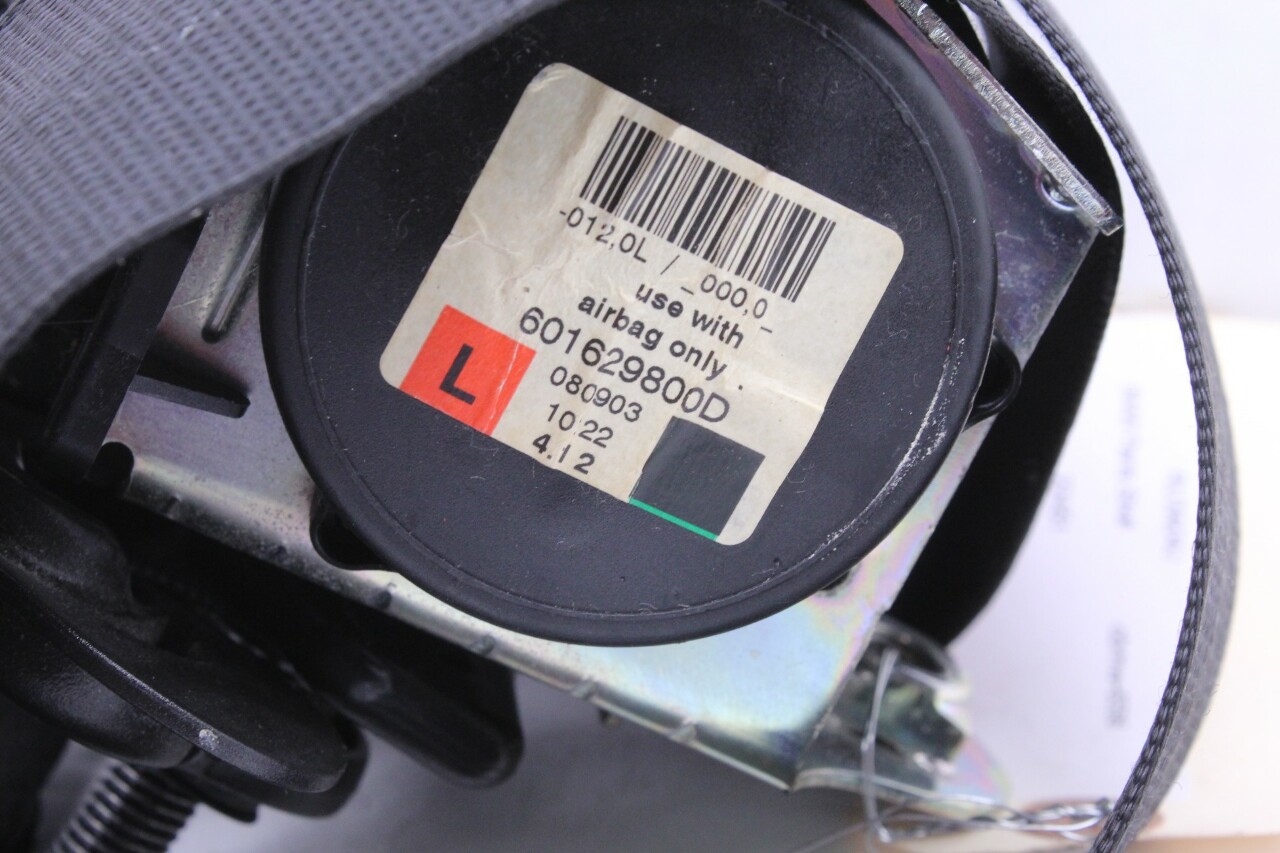 -012,0L / _000,0_
use with
airbag only .
601629800D
L
080903
10:22
4.12